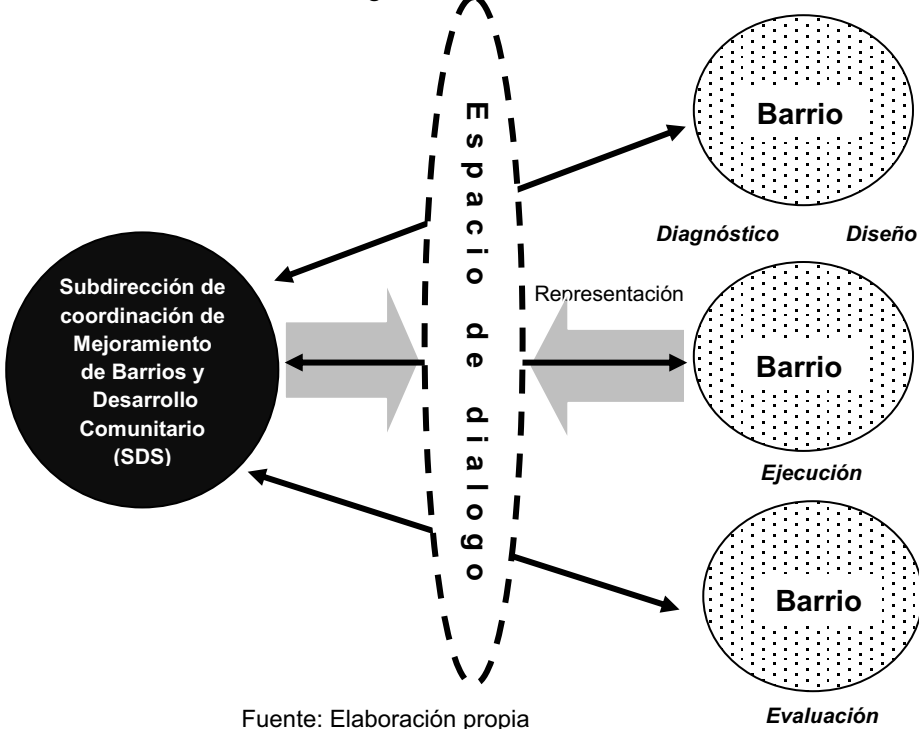 Espacio de dialogo
Barrio
Diagnóstico Diseño
Subdirección de
coordinación de
Mejoramiento
de Barrios y
Desarrollo
Comunitario
(SDS)
Representación
Barrio
Ejecución
Barrio
Evaluación
Fuente: Elaboración propia